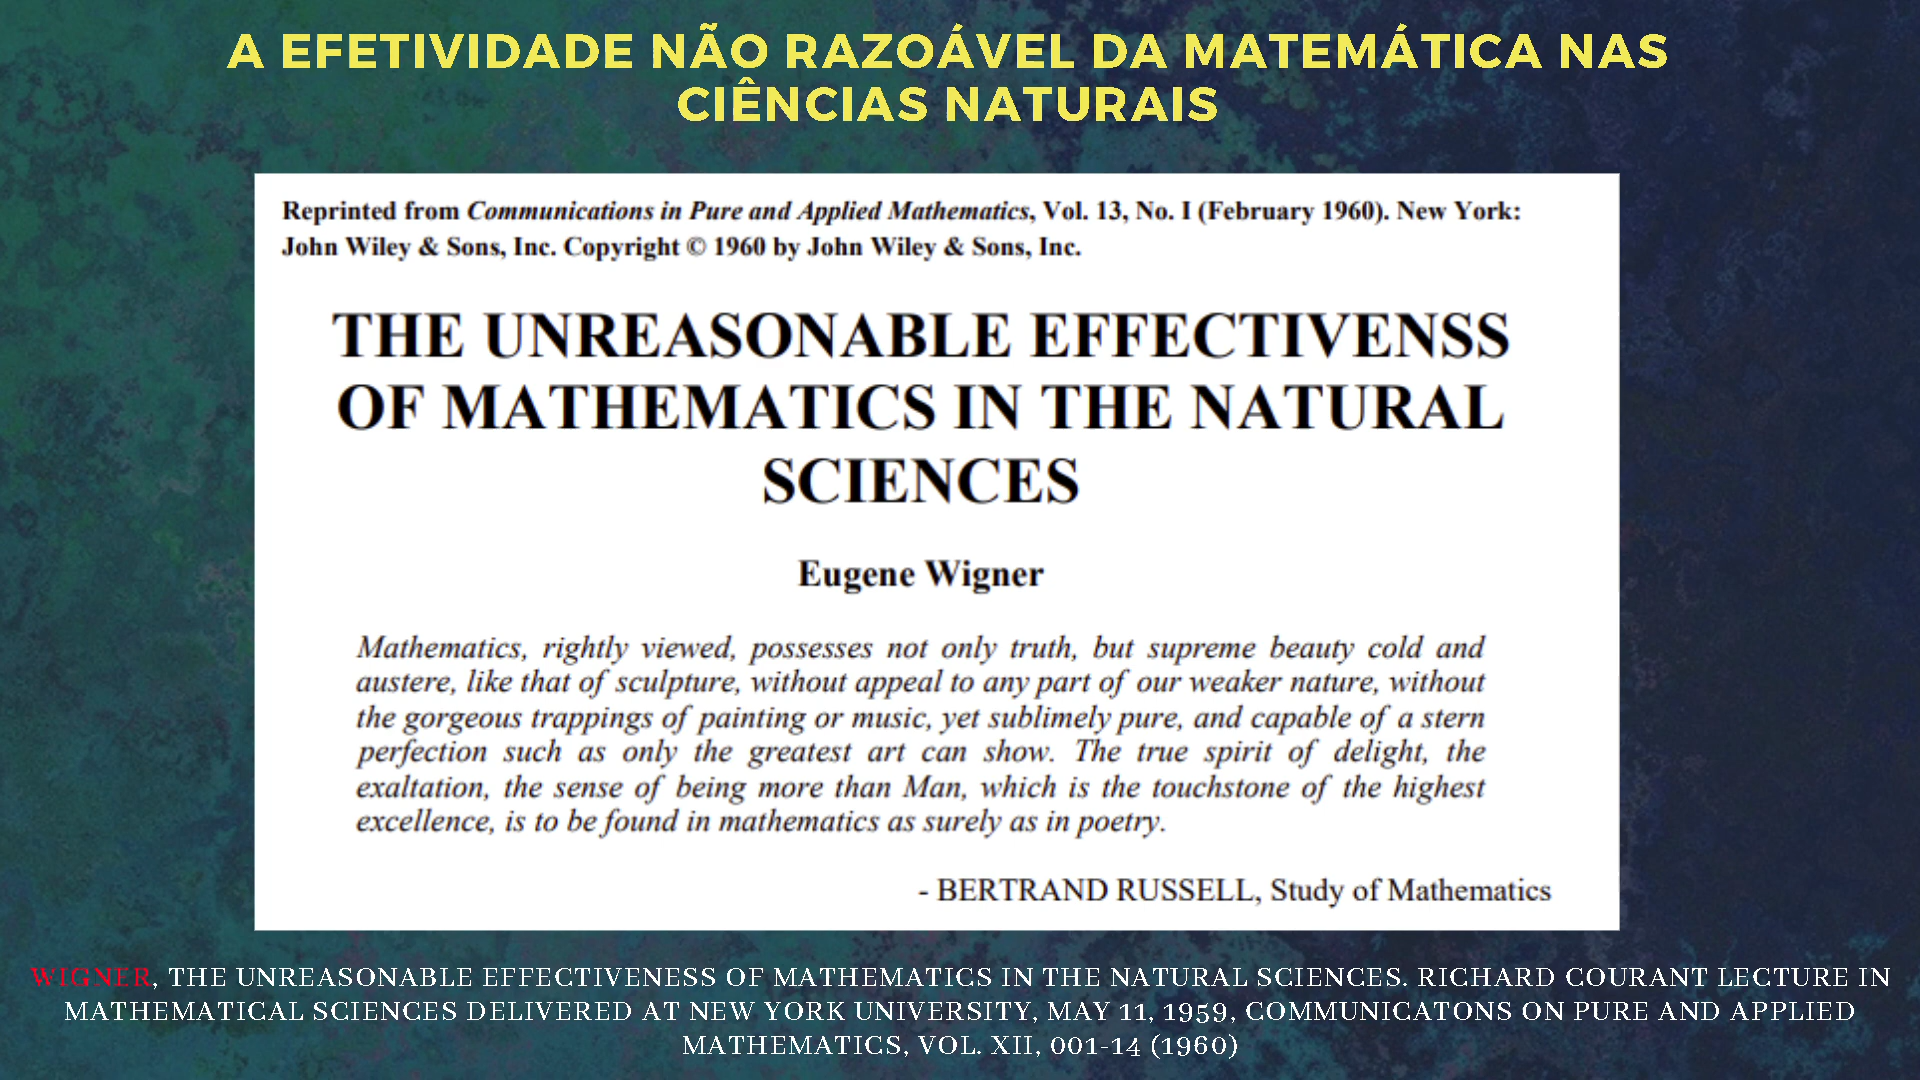 A EFETIVIDADE NÃO RAZOÁVEL DA MATEMÁTICA NAS
CIÊNCIAS NATURAIS
Reprinted from Communications in Pure and Applied Mathematics, Vol. 13, No. I (February 1960). New York:
John Wiley & Sons, Inc. Copyright © 1960 by John Wiley & Sons, Inc.
THE UNREASONABLE EFFECTIVENSS
OF MATHEMATICS IN THE NATURAL
SCIENCES
Eugene Wigner
Mathematics, rightly viewed, possesses not only truth, but supreme beauty cold and
austere, like that of sculpture, without appeal to any part of our weaker nature, without
the gorgeous trappings of painting or music, yet sublimely pure, and capable of a stern
perfection such as only the greatest art can show. The true spirit of delight, the
exaltation, the sense of being more than Man, which is the touchstone of the highest
excellence, is to be found in mathematics as surely as in poetry.
- BERTRAND RUSSELL, Study of Mathematics
WIGNER, THE UNREASONABLE EFFECTIVENESS OF MATHEMATICS IN THE NATURAL SCIENCES. RICHARD COURANT LECTURE IN
MATHEMATICAL SCIENCES DELIVERED AT NEW YORK UNIVERSITY, MAY 11, 1959, COMMUNICATONS ON PURE AND APPLIED
MATHEMATICS, VOL. XII, 001-14 (1960)